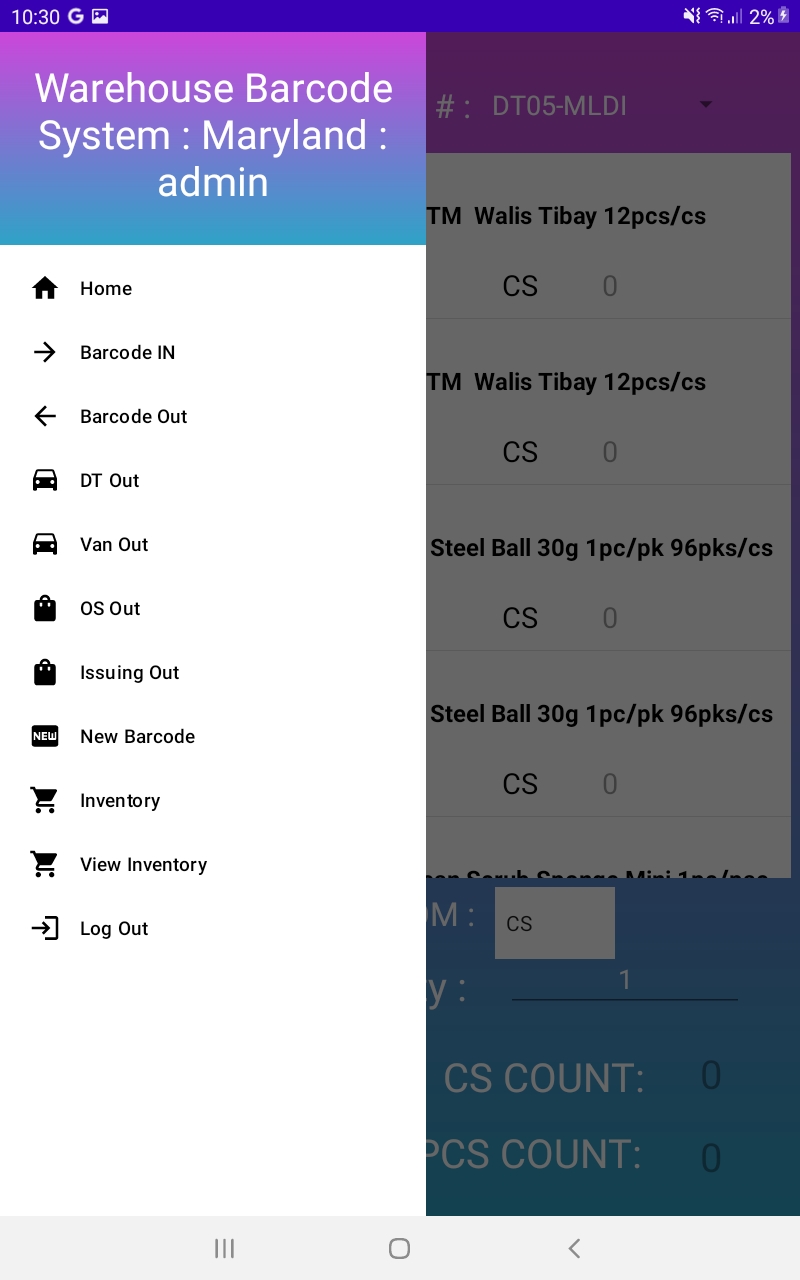 10:30
2%
Warehouse Barcode
System : Maryland :
admin
# : DT05-MLDI
Home
Barcode IN
Barcode Out
DT Out
Van Out
OS Out
Issuing Out
NEW New Barcode
Inventory
View Inventory
Log Out
TM Walis Tibay 12pcs/cs
CS 0
TM Walis Tibay 12pcs/cs
CS 0
Steel Ball 30g 1pc/pk 96pks/cs
CS 0
Steel Ball 30g 1pc/pk 96pks/cs
CS 0
Scrub Sponge Mini
M : CS
y : 1
CS COUNT: 0
PCS COUNT: 0